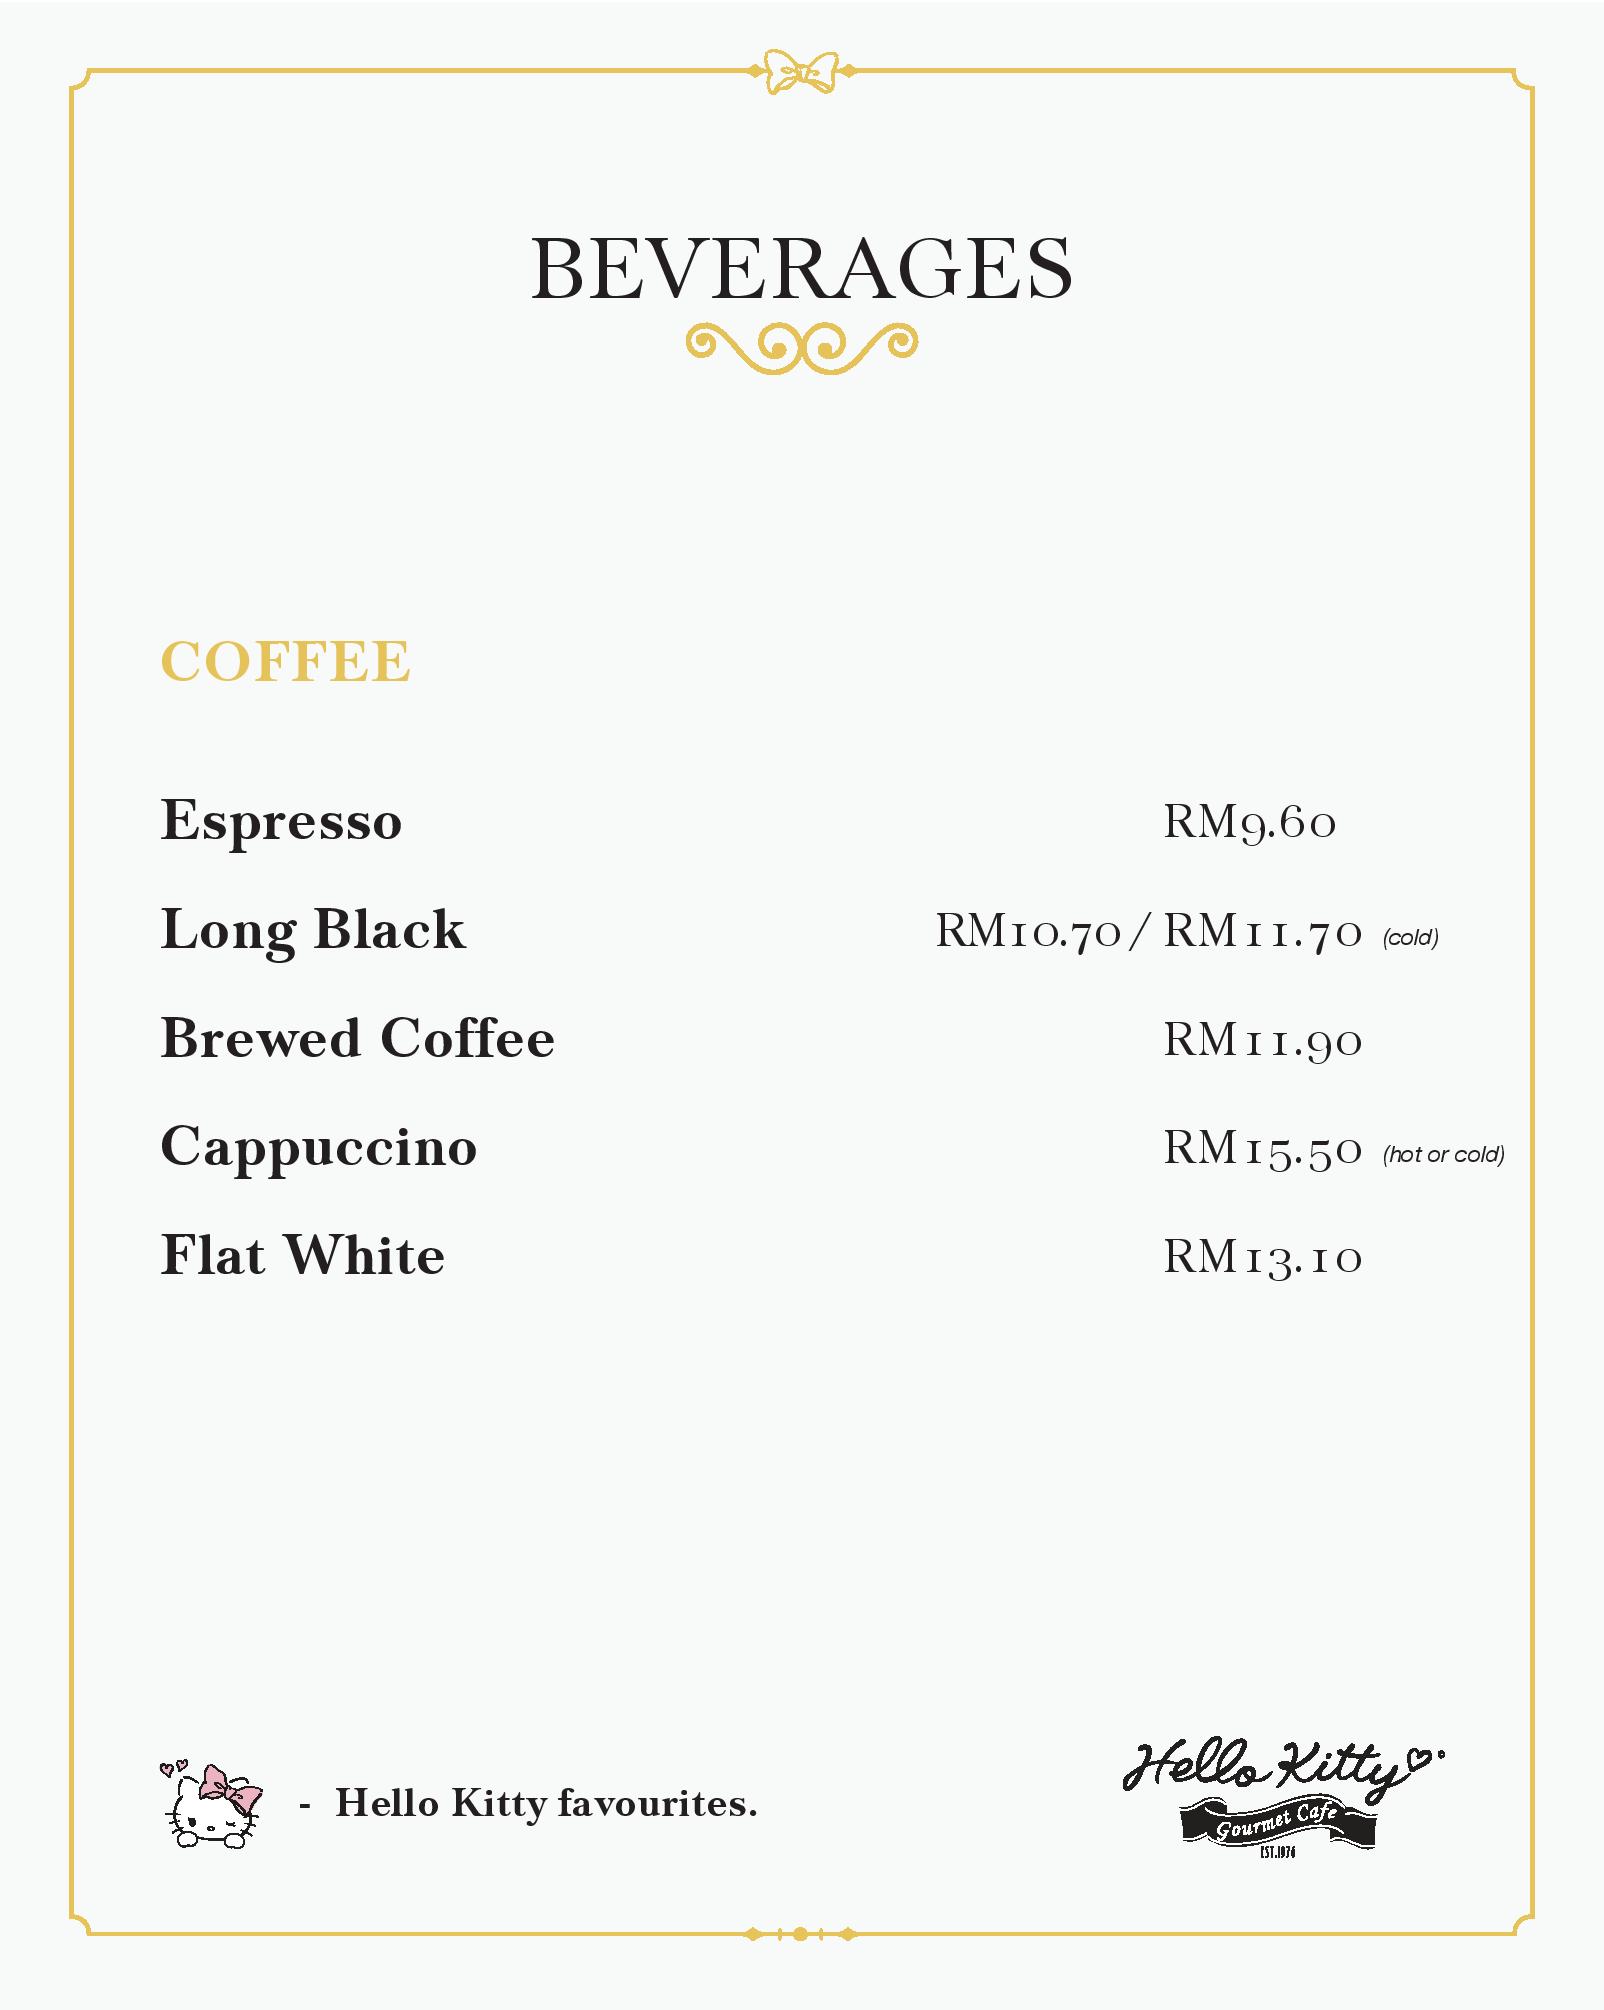 BEVERAGES
COFFEE
Espresso RM9.60
Long Black RM10.70 / RM11.70 (cold)
Brewed Coffee RM11.90
Cappuccino RM15.50 (hot or cold)
Flat White RM13.10
- Hello Kitty favourites.
Hello Kitty
Gourmet Cafe
EST.1976